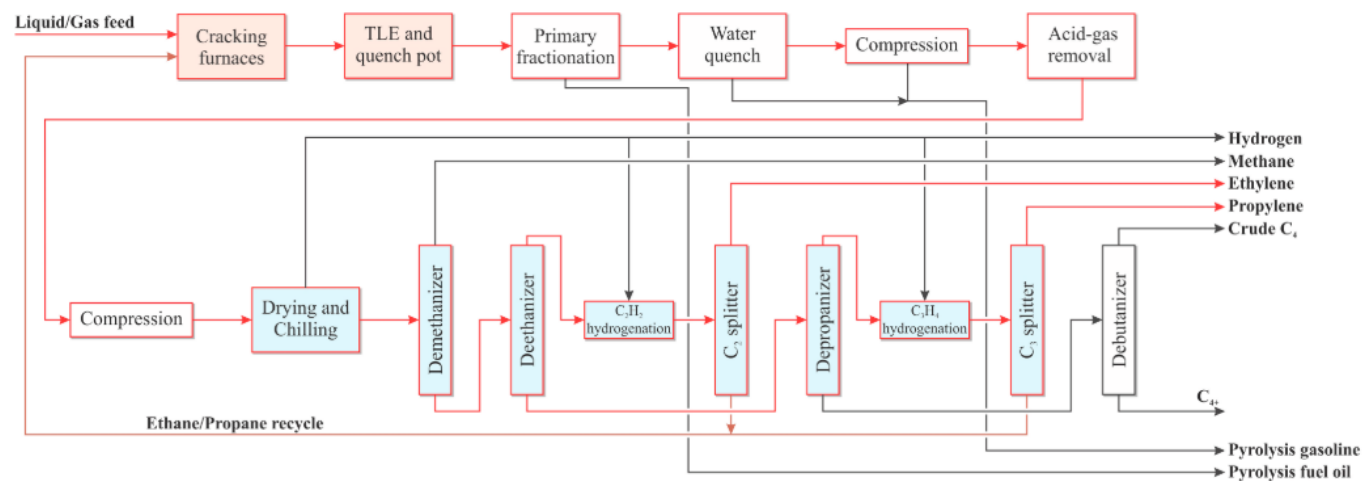 Liquid/Gas feed
Cracking
furnaces
TLE and
quench pot
Primary
fractionation
Water
quench
Compression
Acid-gas
removal
Hydrogen
Methane
Ethylene
Propylene
Crude C₄
Compression
Drying and
Chilling
Demethanizer
Deethanizer
C₂H₂
hydrogenation
C₂ splitter
Depropanizer
C₃H₄
hydrogenation
C₃ splitter
Debutanizer
C₄₊
Ethane/Propane recycle
Pyrolysis gasoline
Pyrolysis fuel oil